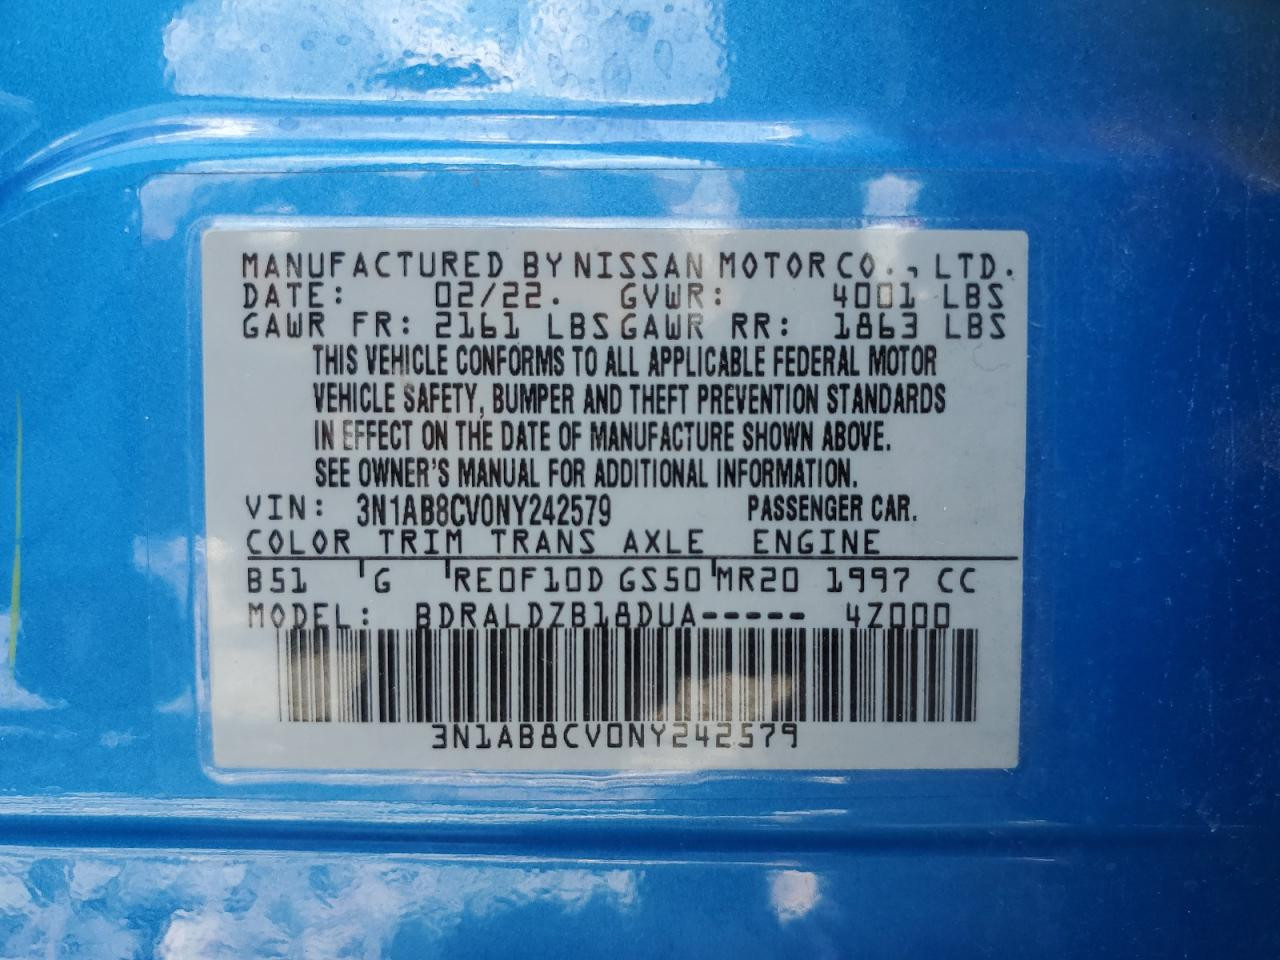 MANUFACTURED BY NISSAN MOTOR CO., LTD.
DATE: 02/22. GVWR: 4001 LBS
GAWR FR: 2161 LBS GAWR RR: 1863 LBS
THIS VEHICLE CONFORMS TO ALL APPLICABLE FEDERAL MOTOR
VEHICLE SAFETY, BUMPER AND THEFT PREVENTION STANDARDS
IN EFFECT ON THE DATE OF MANUFACTURE SHOWN ABOVE.
SEE OWNER'S MANUAL FOR ADDITIONAL INFORMATION.
VIN: 3N1AB8CV0NY242579 PASSENGER CAR.
COLOR TRIM TRANS AXLE ENGINE
B51 G RE0F10D GS50 MR20 1997 CC
MODEL: BDRALDZB18DUA----- 4Z000
3N1AB8CV0NY242579